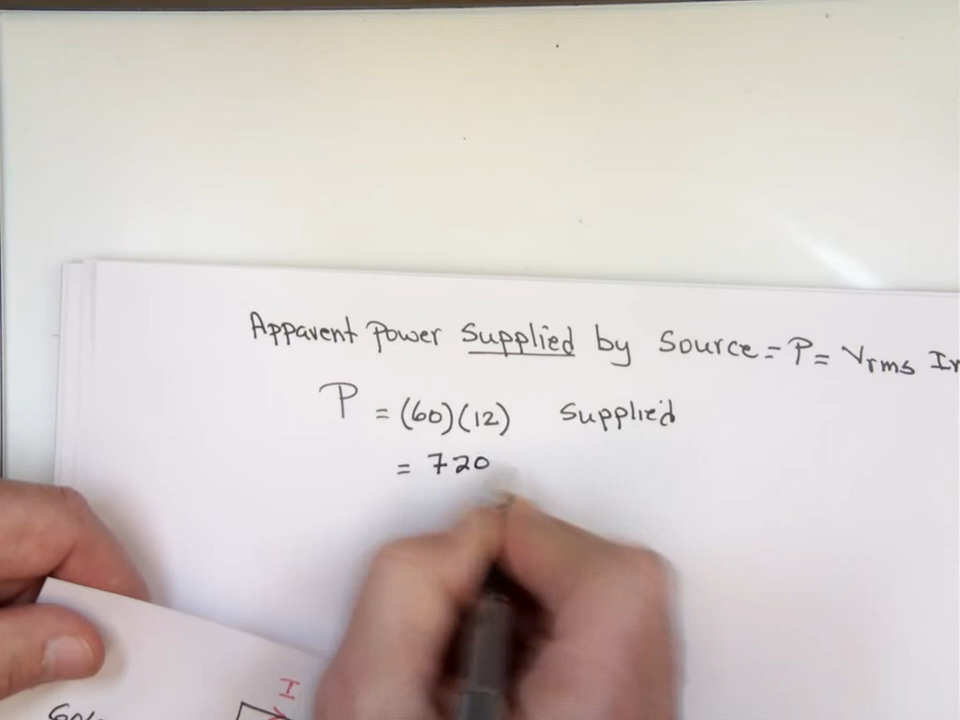 Apparent Power Supplied by Source = P = Vrms
P = (60)(12) Supplied
= 720
I